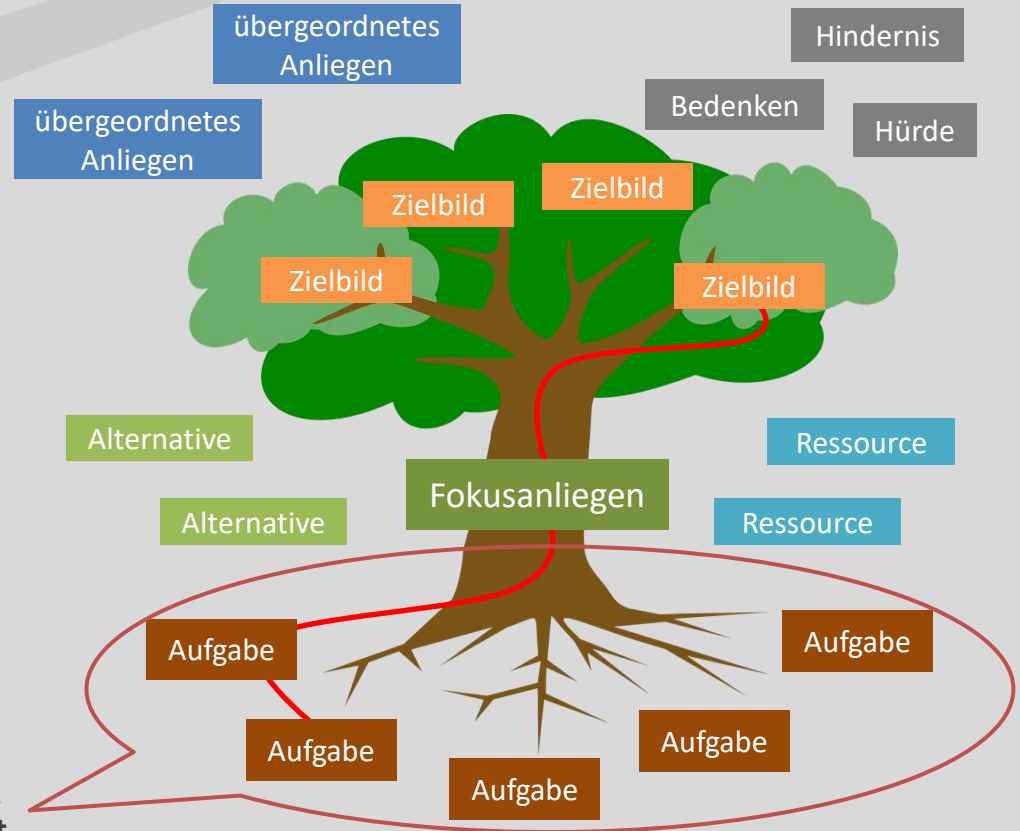 übergeordnetes
Anliegen
Hindernis
übergeordnetes
Anliegen
Bedenken
Hürde
Zielbild
Zielbild
Zielbild
Zielbild
Alternative
Ressource
Fokusanliegen
Alternative
Ressource
Aufgabe
Aufgabe
Aufgabe
Aufgabe
Aufgabe